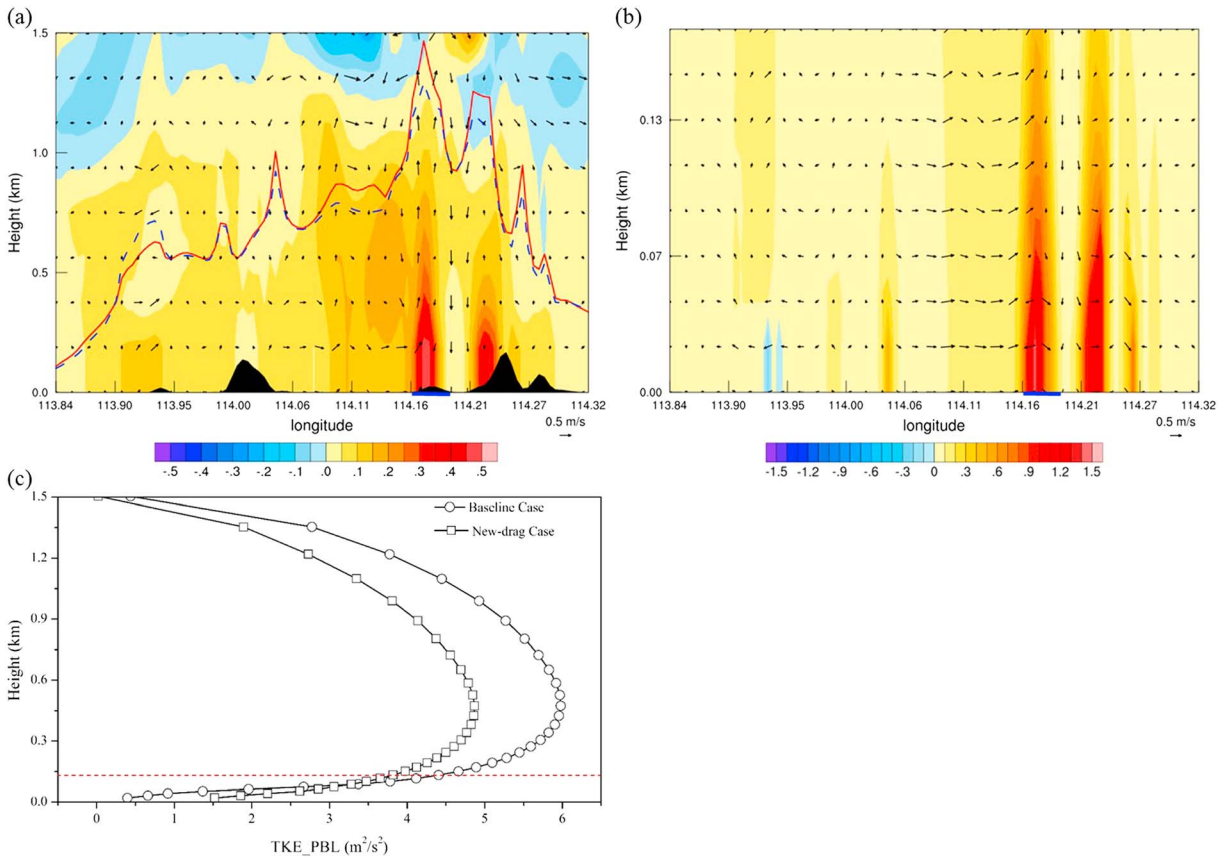 (a)
(b)
1.5
1.0
0.5
0.0
Height (km)
113.84 113.90 113.95 114.00 114.06 114.11 114.16 114.21 114.27 114.32
longitude
0.5 m/s
-.5 -.4 -.3 -.2 -.1 .0 .1 .2 .3 .4 .5
0.13
0.07
0.00
Height (km)
113.84 113.90 113.95 114.00 114.06 114.11 114.16 114.21 114.27 114.32
longitude
0.5 m/s
-1.5 -1.2 -.9 -.6 -.3 0 .3 .6 .9 1.2 1.5
(c)
1.5
1.2
0.9
0.6
0.3
0.0
Height (km)
Baseline Case
New-drag Case
0 1 2 3 4 5 6
TKE_PBL (m²/s²)